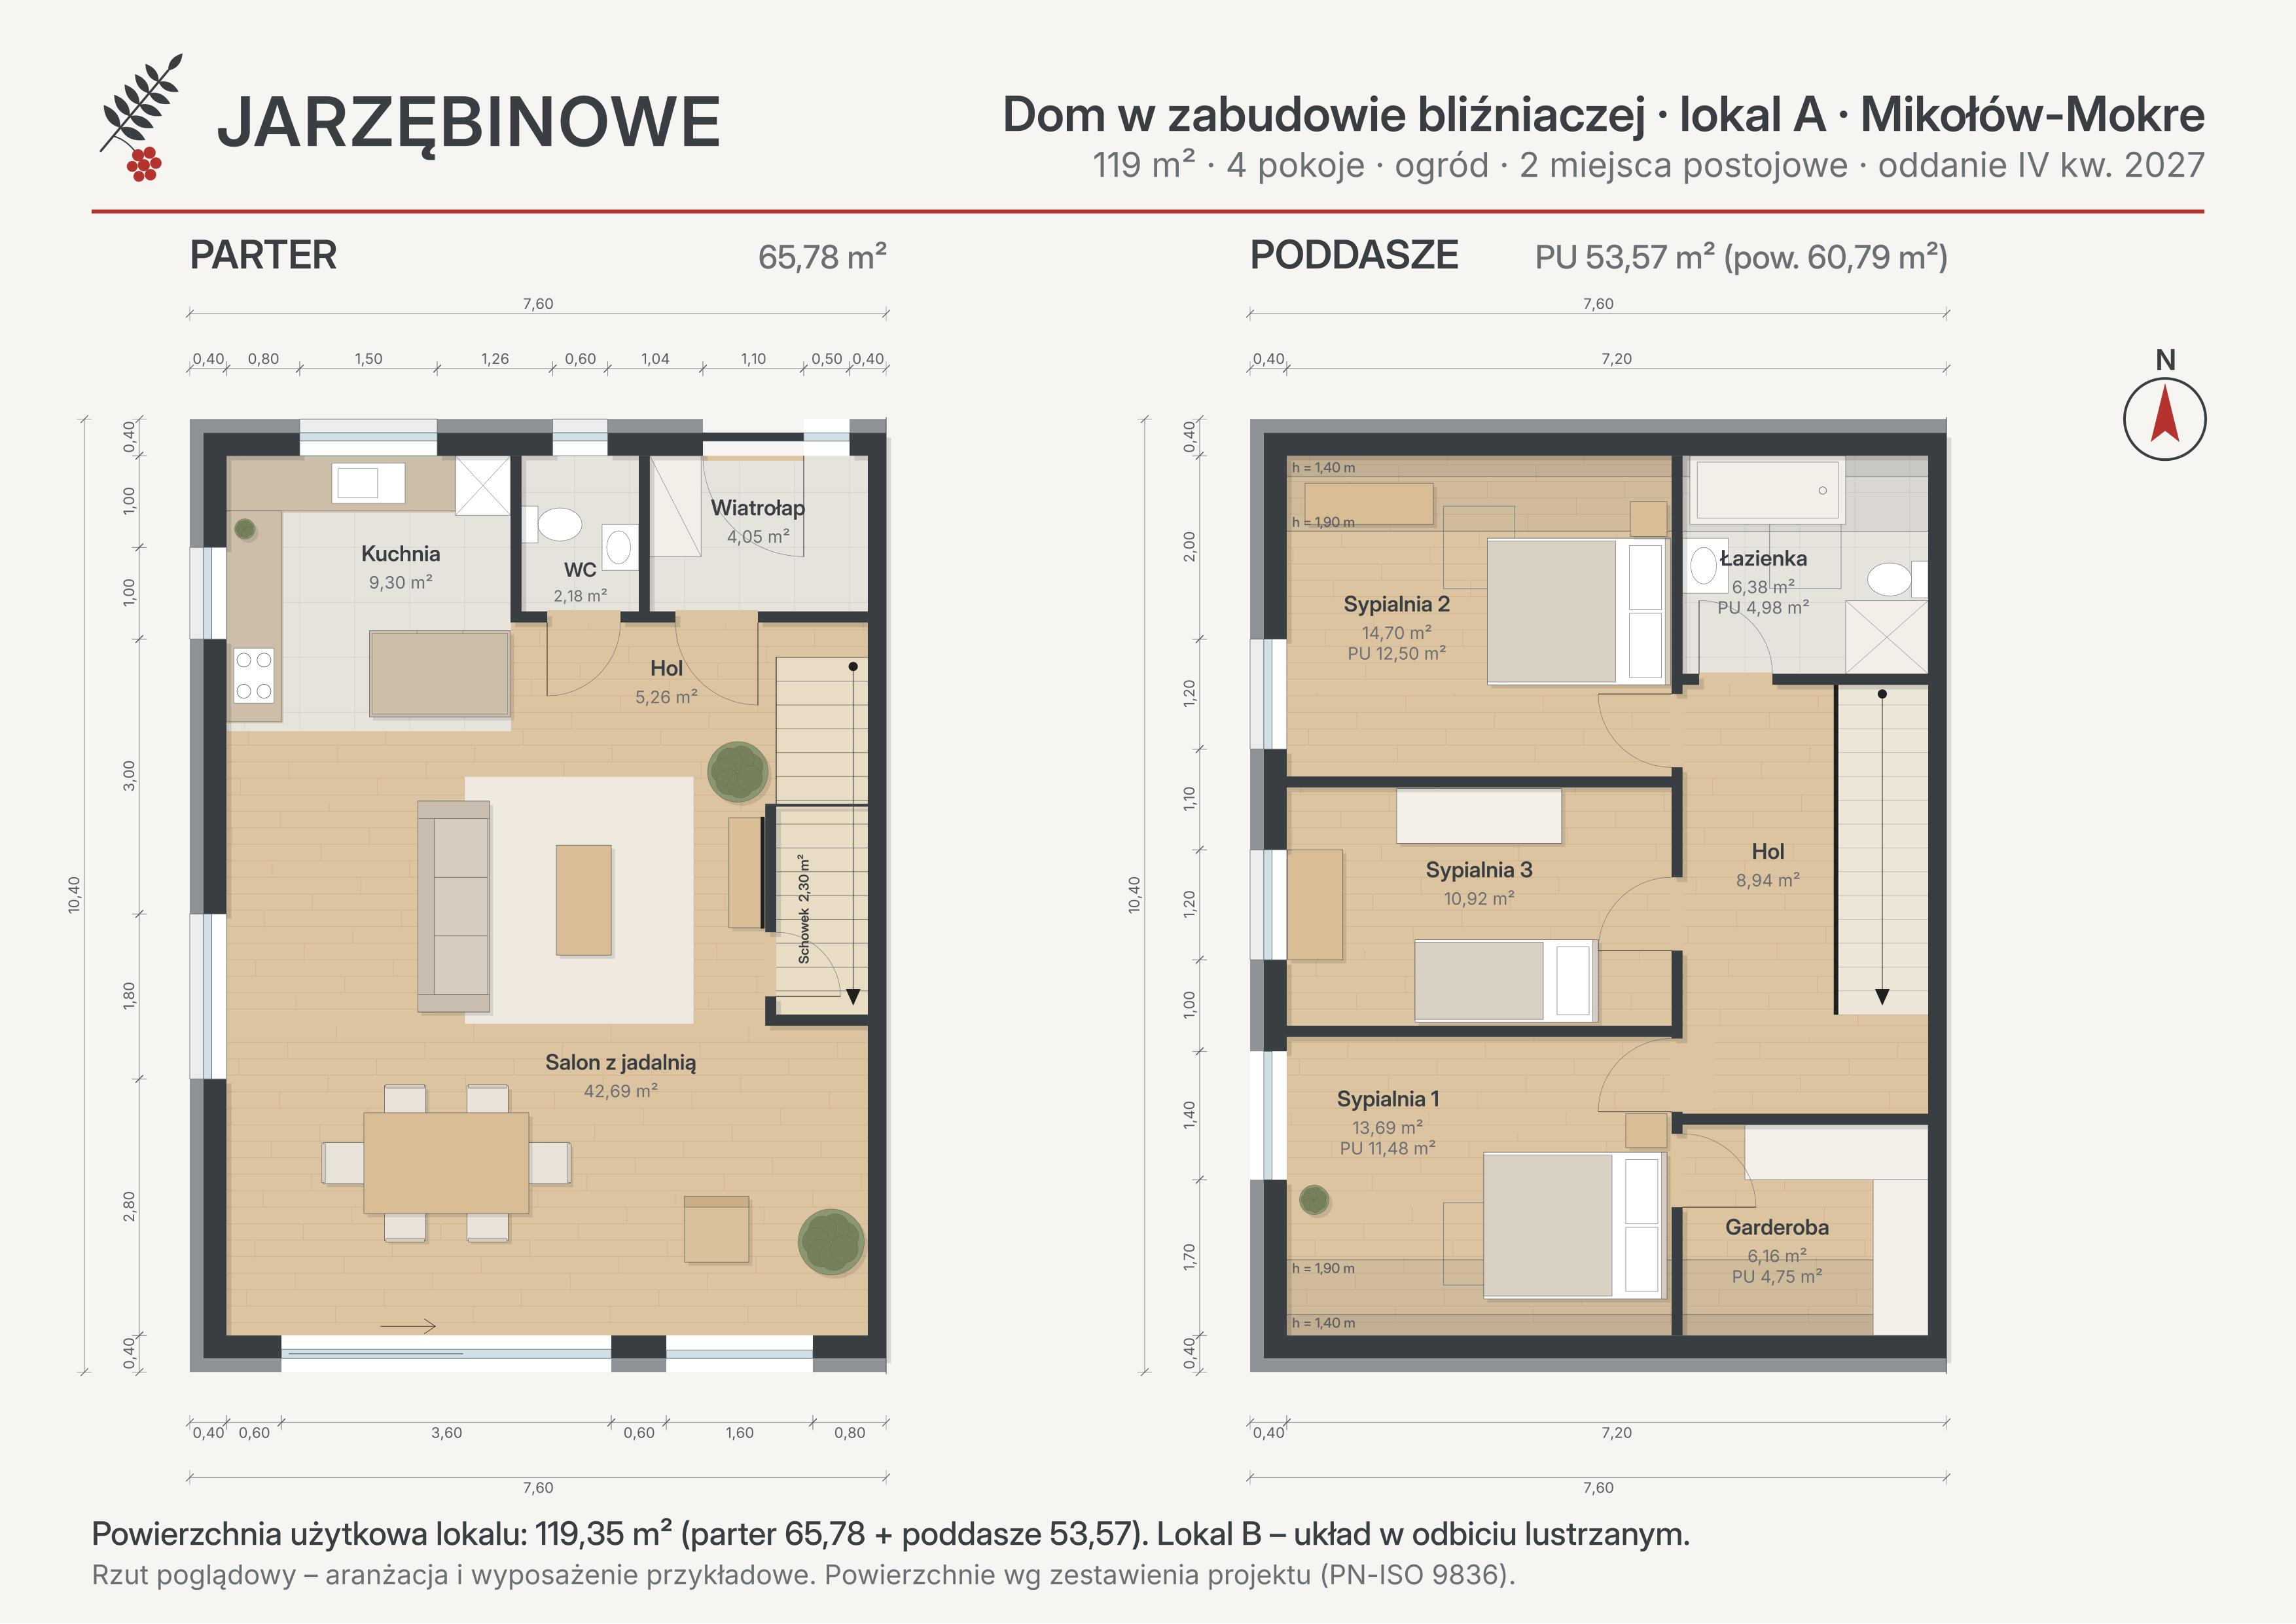 JARZĘBINOWE
Dom w zabudowie bliźniaczej · lokal A · Mikołów-Mokre
119 m² · 4 pokoje · ogród · 2 miejsca postojowe · oddanie IV kw. 2027
PARTER
65,78 m²
7,60
0,40 0,80 1,50 1,26 0,60 1,04 1,10 0,50 0,40
10,40
0,40
1,00
1,00
3,00
1,80
2,80
0,40
Kuchnia
9,30 m²
WC
2,18 m²
Wiatrołap
4,05 m²
Hol
5,26 m²
Schowek 2,30 m²
Salon z jadalnią
42,69 m²
0,40 0,60 3,60 0,60 1,60 0,80
7,60
PODDASZE
PU 53,57 m² (pow. 60,79 m²)
7,60
0,40 7,20
N
10,40
0,40
2,00
1,20
1,10
1,20
1,00
1,40
1,70
0,40
h = 1,40 m
h = 1,90 m
Sypialnia 2
14,70 m²
PU 12,50 m²
Łazienka
6,38 m²
PU 4,98 m²
Sypialnia 3
10,92 m²
Hol
8,94 m²
Sypialnia 1
13,69 m²
PU 11,48 m²
Garderoba
6,16 m²
PU 4,75 m²
h = 1,90 m
h = 1,40 m
0,40 7,20
7,60
Powierzchnia użytkowa lokalu: 119,35 m² (parter 65,78 + poddasze 53,57). Lokal B – układ w odbiciu lustrzanym.
Rzut poglądowy – aranżacja i wyposażenie przykładowe. Powierzchnie wg zestawienia projektu (PN-ISO 9836).